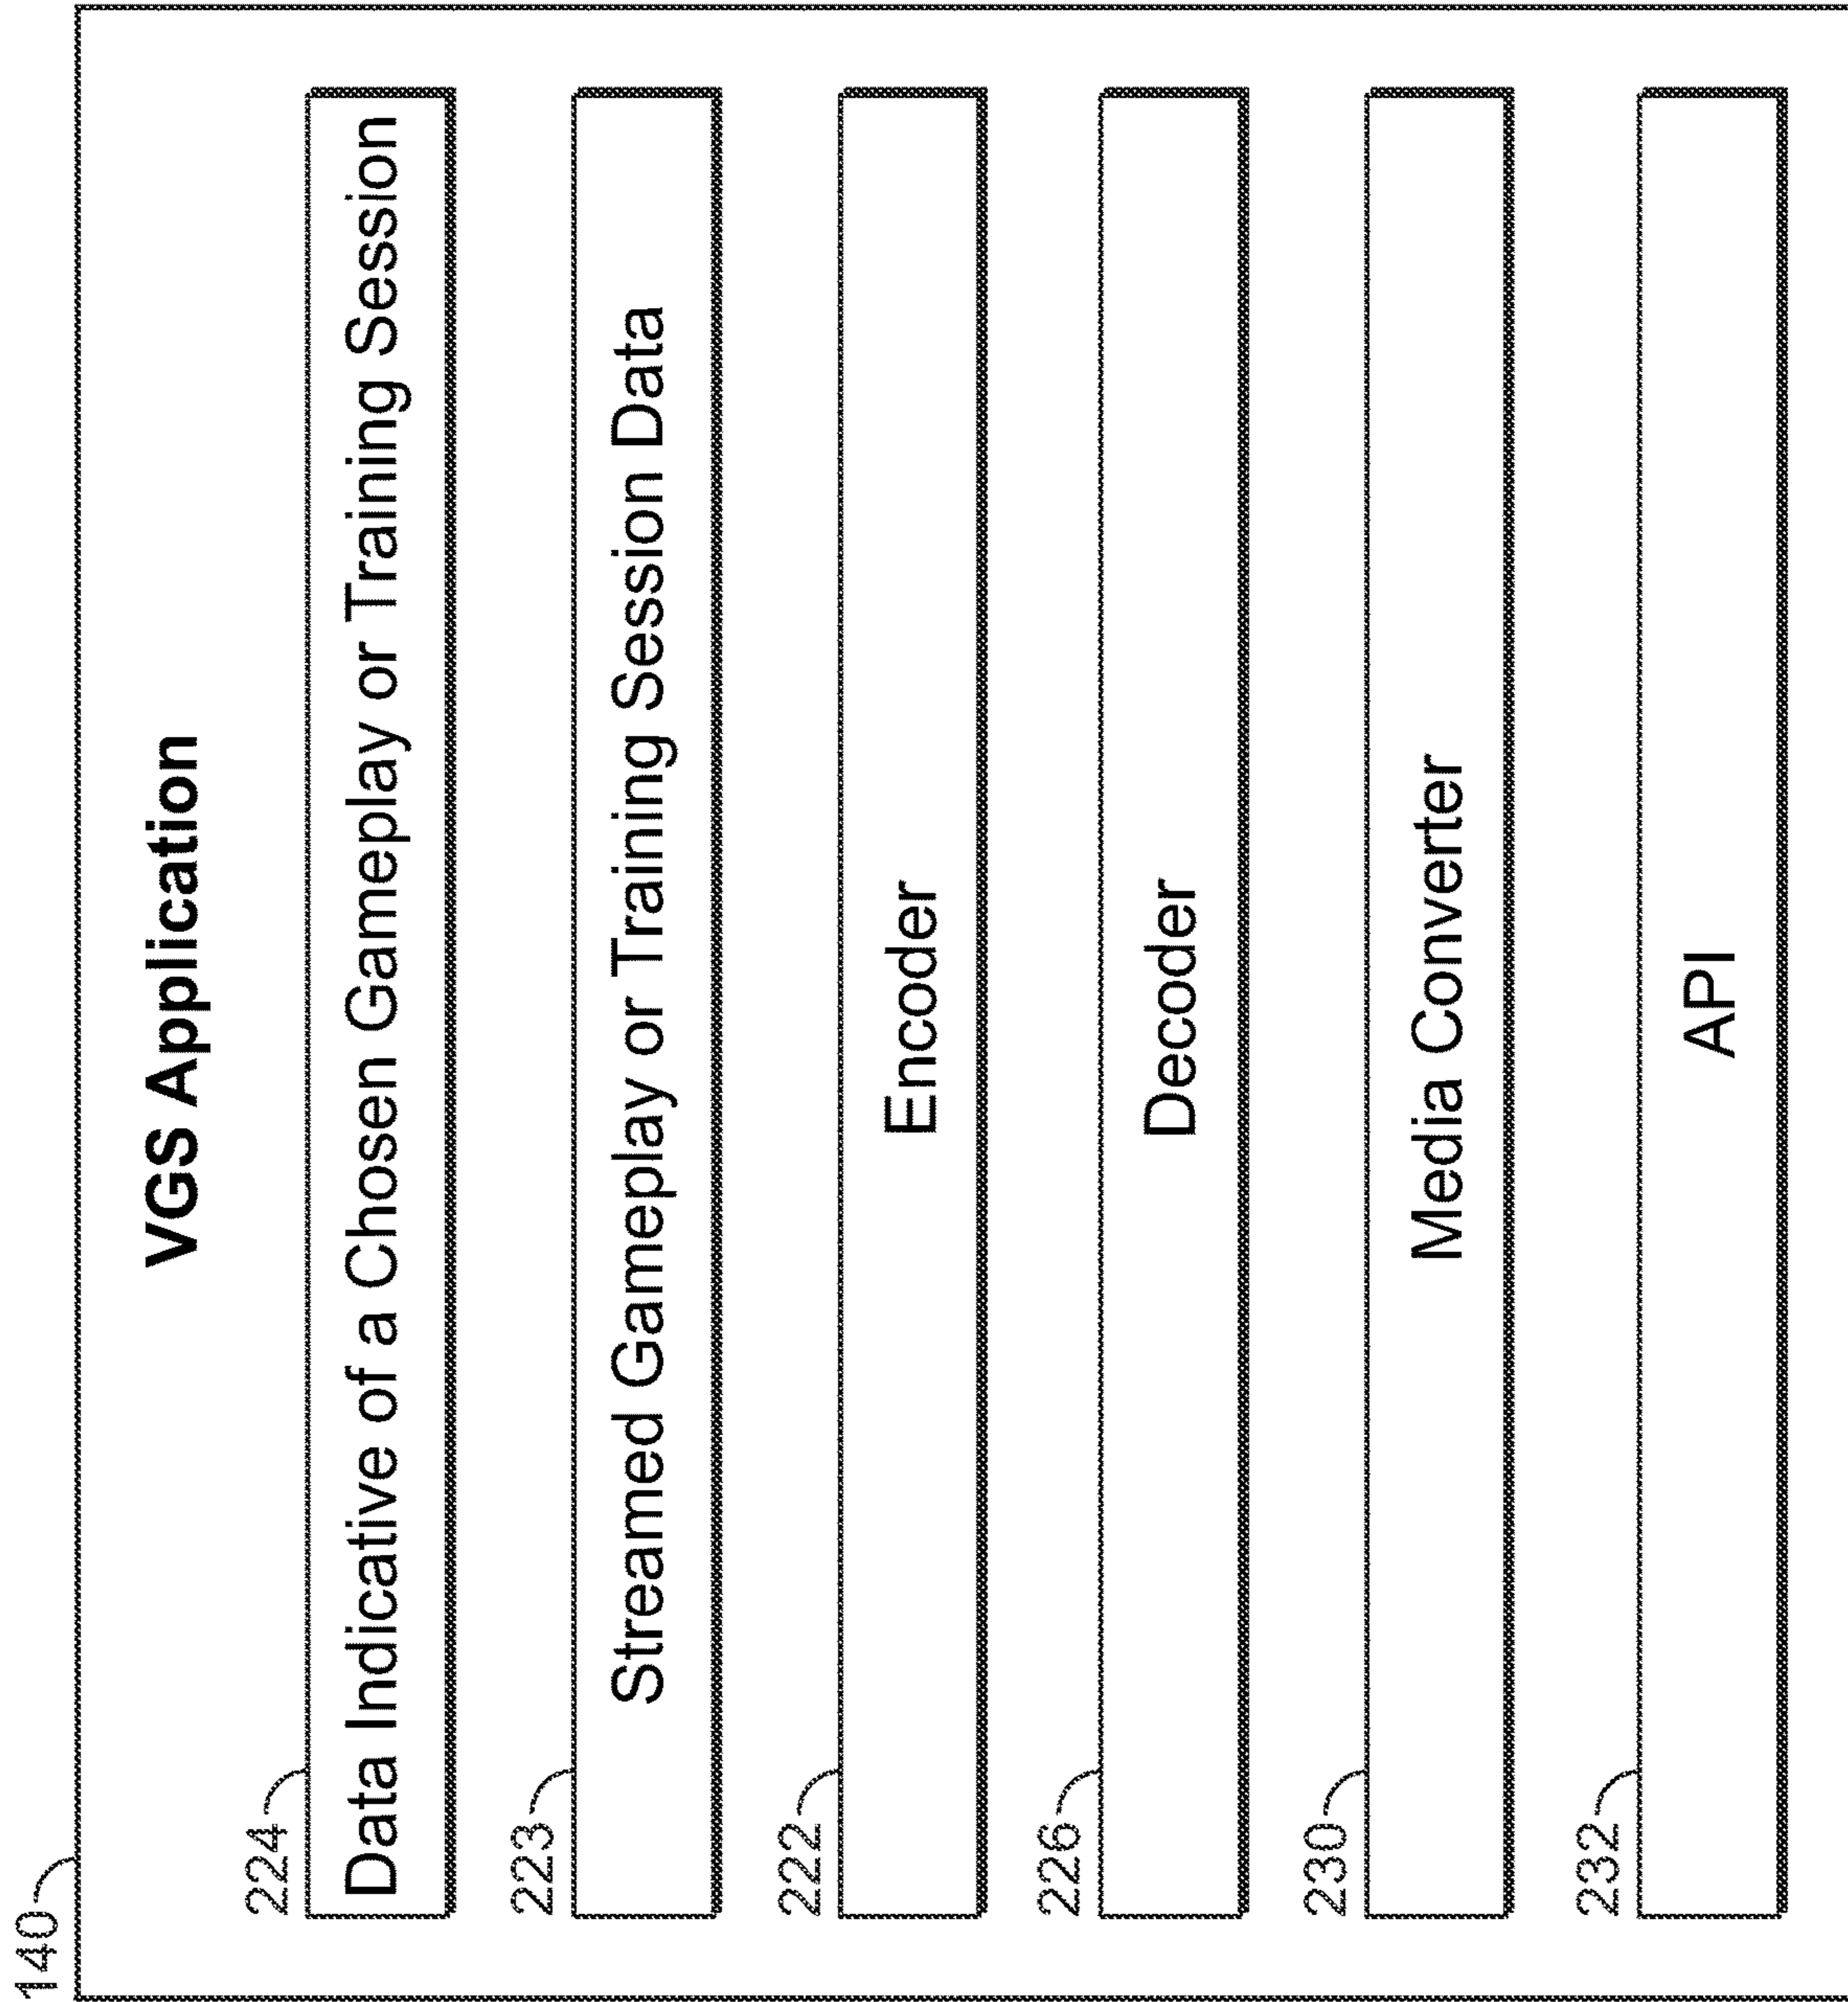 140
VGS Application
224
Data Indicative of a Chosen Gameplay or Training Session
223
Streamed Gameplay or Training Session Data
222
Encoder
226
Decoder
230
Media Converter
232
API